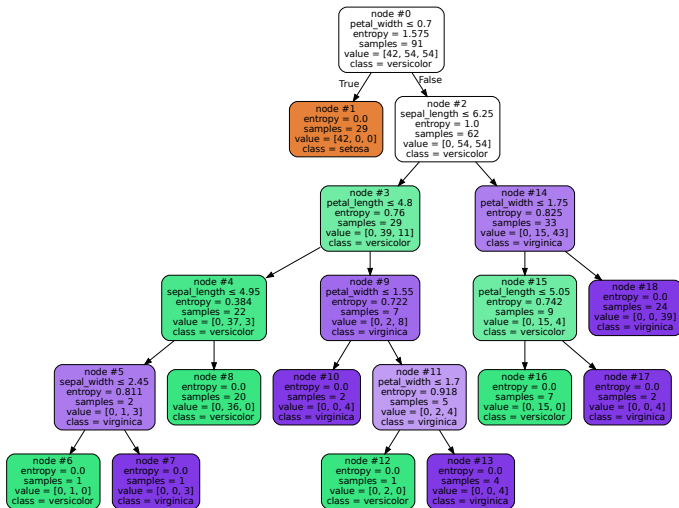 node #0
petal_width ≤ 0.7
entropy = 1.575
samples = 91
value = [42, 54, 54]
class = versicolor
True
False
node #1
entropy = 0.0
samples = 29
value = [42, 0, 0]
class = setosa
node #2
sepal_length ≤ 6.25
entropy = 1.0
samples = 62
value = [0, 54, 54]
class = versicolor
node #3
petal_length ≤ 4.8
entropy = 0.76
samples = 29
value = [0, 39, 11]
class = versicolor
node #14
petal_width ≤ 1.75
entropy = 0.825
samples = 33
value = [0, 15, 43]
class = virginica
node #4
sepal_length ≤ 4.95
entropy = 0.384
samples = 22
value = [0, 37, 3]
class = versicolor
node #9
petal_width ≤ 1.55
entropy = 0.722
samples = 7
value = [0, 2, 8]
class = virginica
node #15
petal_length ≤ 5.05
entropy = 0.742
samples = 9
value = [0, 15, 4]
class = versicolor
node #18
entropy = 0.0
samples = 24
value = [0, 0, 39]
class = virginica
node #5
sepal_width ≤ 2.45
entropy = 0.811
samples = 2
value = [0, 1, 3]
class = virginica
node #8
entropy = 0.0
samples = 20
value = [0, 36, 0]
class = versicolor
node #10
entropy = 0.0
samples = 2
value = [0, 0, 4]
class = virginica
node #11
petal_width ≤ 1.7
entropy = 0.918
samples = 5
value = [0, 2, 4]
class = virginica
node #16
entropy = 0.0
samples = 7
value = [0, 15, 0]
class = versicolor
node #17
entropy = 0.0
samples = 2
value = [0, 0, 4]
class = virginica
node #6
entropy = 0.0
samples = 1
value = [0, 1, 0]
class = versicolor
node #7
entropy = 0.0
samples = 1
value = [0, 0, 3]
class = virginica
node #12
entropy = 0.0
samples = 1
value = [0, 2, 0]
class = versicolor
node #13
entropy = 0.0
samples = 4
value = [0, 0, 4]
class = virginica